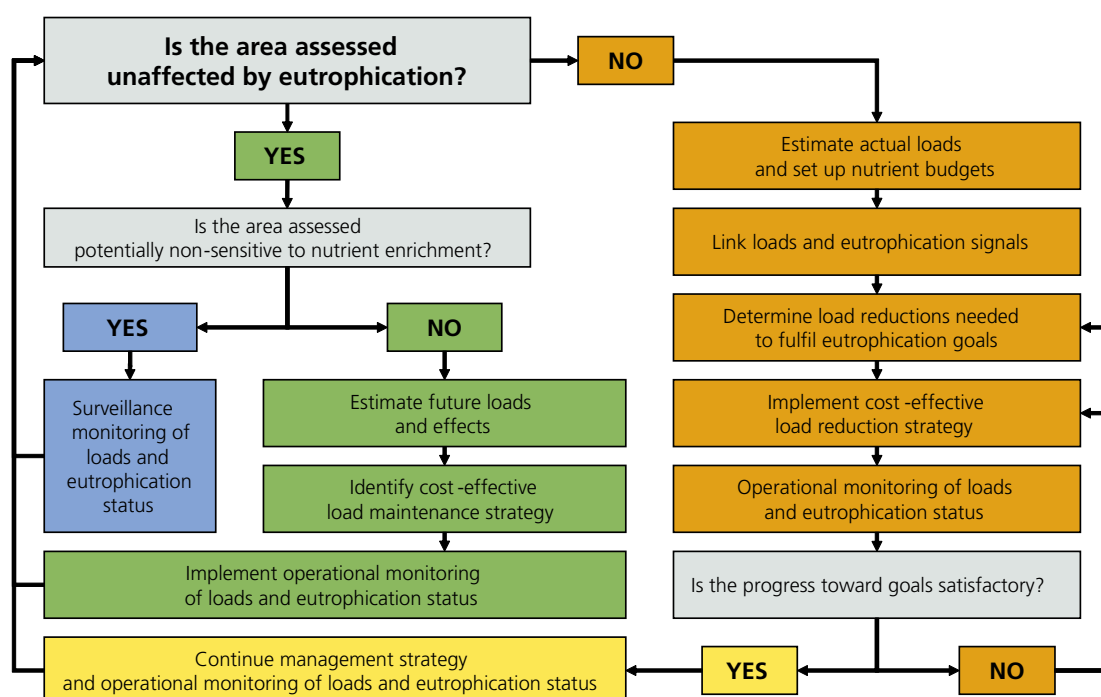 Is the area assessed
unaffected by eutrophication?
NO
YES
Estimate actual loads
and set up nutrient budgets
Is the area assessed
potentially non-sensitive to nutrient enrichment?
Link loads and eutrophication signals
YES
NO
Determine load reductions needed
to fulfil eutrophication goals
Surveillance
monitoring of
loads and
eutrophication
status
Estimate future loads
and effects
Implement cost-effective
load reduction strategy
Identify cost-effective
load maintenance strategy
Operational monitoring of loads
and eutrophication status
Implement operational monitoring
of loads and eutrophication status
Is the progress toward goals satisfactory?
Continue management strategy
and operational monitoring of loads and eutrophication status
YES
NO